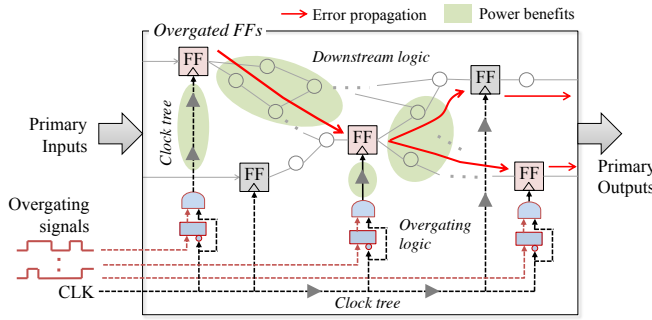 Overgated FFs
Error propagation
Power benefits
FF
Downstream logic
FF
Clock tree
Primary
Inputs
FF
FF
FF
Primary
Outputs
Overgating
signals
Overgating
logic
CLK
Clock tree